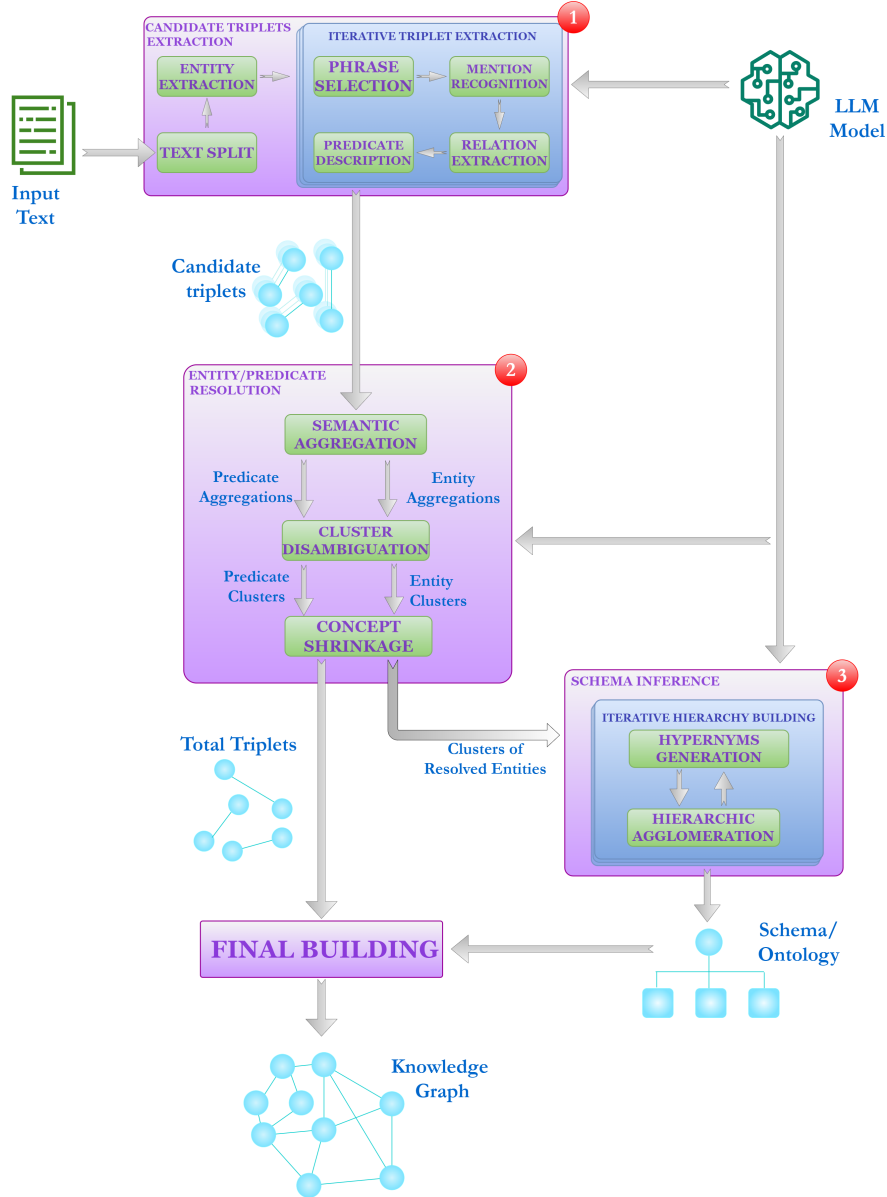 1
CANDIDATE TRIPLETS
EXTRACTION
ITERATIVE TRIPLET EXTRACTION
ENTITY
EXTRACTION
PHRASE
SELECTION
MENTION
RECOGNITION
TEXT SPLIT
PREDICATE
DESCRIPTION
RELATION
EXTRACTION
LLM
Model
Input
Text
Candidate
triplets
2
ENTITY/PREDICATE
RESOLUTION
SEMANTIC
AGGREGATION
Predicate
Aggregations
Entity
Aggregations
CLUSTER
DISAMBIGUATION
Predicate
Clusters
Entity
Clusters
CONCEPT
SHRINKAGE
3
SCHEMA INFERENCE
ITERATIVE HIERARCHY BUILDING
HYPERNYMS
GENERATION
HIERARCHIC
AGGLOMERATION
Total Triplets
Clusters of
Resolved Entities
FINAL BUILDING
Schema/
Ontology
Knowledge
Graph